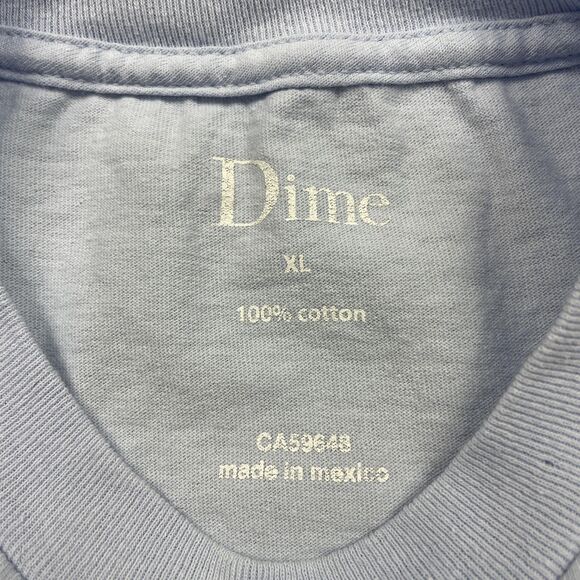 Dime
XL
100% cotton
CA59648
made in mexico